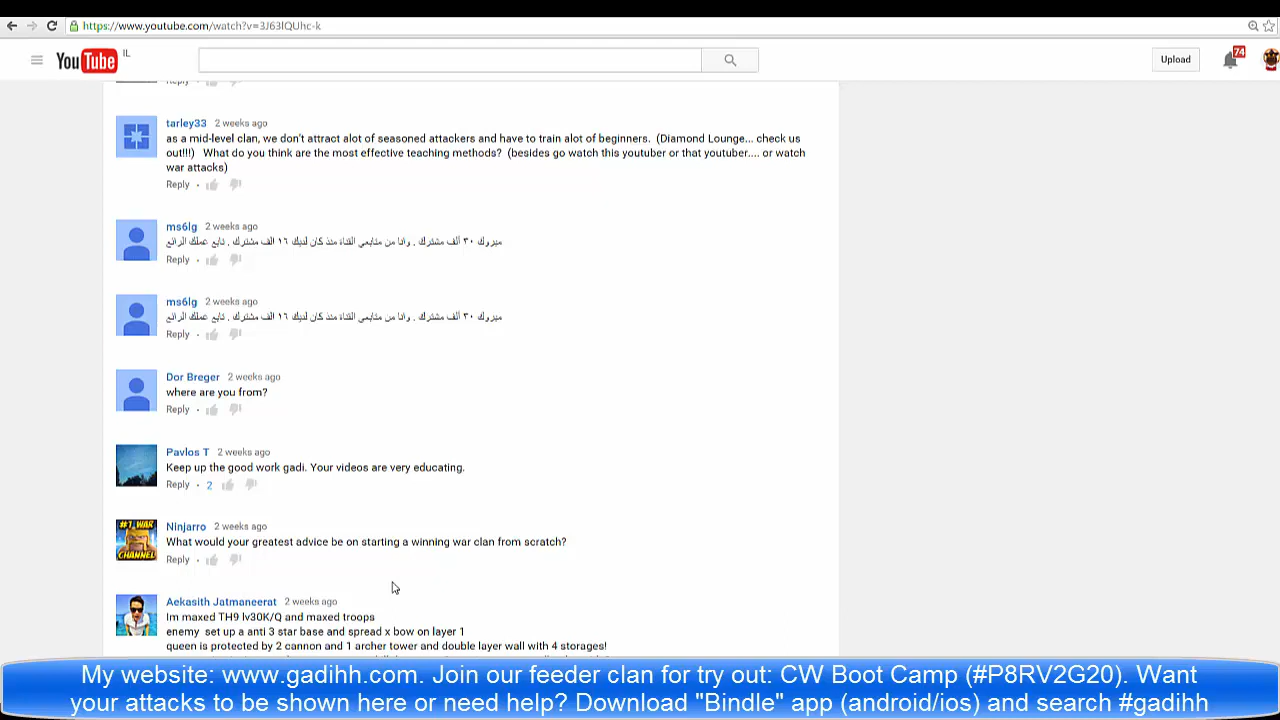 https://www.youtube.com/watch?v=3J63lQUhc-k
YouTube IL
Upload
74
Reply
tarley33 2 weeks ago
as a mid-level clan, we don't attract alot of seasoned attackers and have to train alot of beginners. (Diamond Lounge... check us
out!!!) What do you think are the most effective teaching methods? (besides go watch this youtuber or that youtuber.... or watch
war attacks)
Reply
ms6lg 2 weeks ago
مبروك ٣٠ ألف مشترك . وانا من متابعي القناة منذ كان لديك ١٦ الف مشترك . تابع عملك الرائع
Reply
ms6lg 2 weeks ago
مبروك ٣٠ ألف مشترك . وانا من متابعي القناة منذ كان لديك ١٦ الف مشترك . تابع عملك الرائع
Reply
Dor Breger 2 weeks ago
where are you from?
Reply
Pavlos T 2 weeks ago
Keep up the good work gadi. Your videos are very educating.
Reply · 2
#1 WAR
CHANNEL
Ninjarro 2 weeks ago
What would your greatest advice be on starting a winning war clan from scratch?
Reply
Aekasith Jatmaneerat 2 weeks ago
Im maxed TH9 lv30K/Q and maxed troops
enemy set up a anti 3 star base and spread x bow on layer 1
queen is protected by 2 cannon and 1 archer tower and double layer wall with 4 storages!
My website: www.gadihh.com. Join our feeder clan for try out: CW Boot Camp (#P8RV2G20). Want
your attacks to be shown here or need help? Download "Bindle" app (android/ios) and search #gadihh